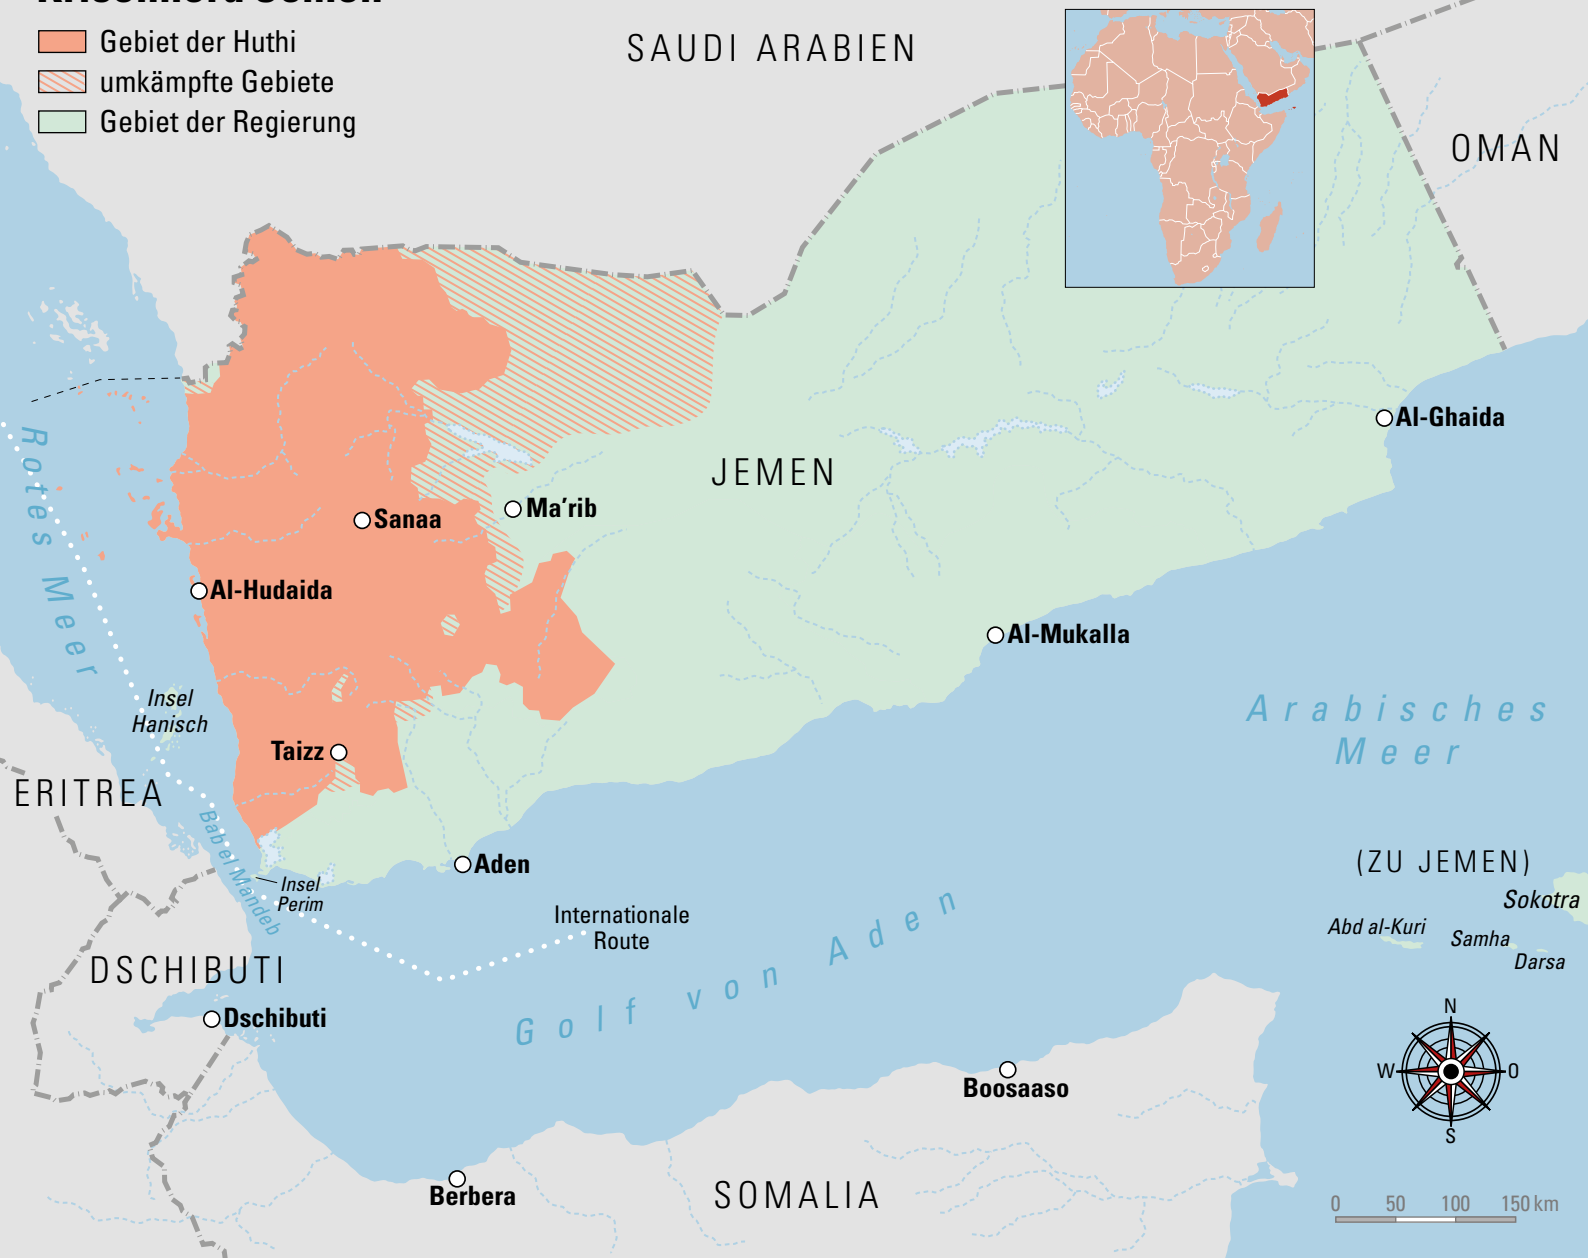 Krisenherd Jemen
Gebiet der Huthi
umkämpfte Gebiete
Gebiet der Regierung
SAUDI ARABIEN
OMAN
Rotes Meer
JEMEN
Al-Ghaida
Ma'rib
Sanaa
Al-Hudaida
Al-Mukalla
Insel
Hanisch
Arabisches
Meer
Taizz
ERITREA
Bab el Mandeb
Aden
Insel
Perim
(ZU JEMEN)
Sokotra
Abd al-Kuri
Samha
Darsa
Internationale
Route
Golf von Aden
DSCHIBUTI
Dschibuti
N
W
O
S
Boosaaso
Berbera
SOMALIA
0 50 100 150 km